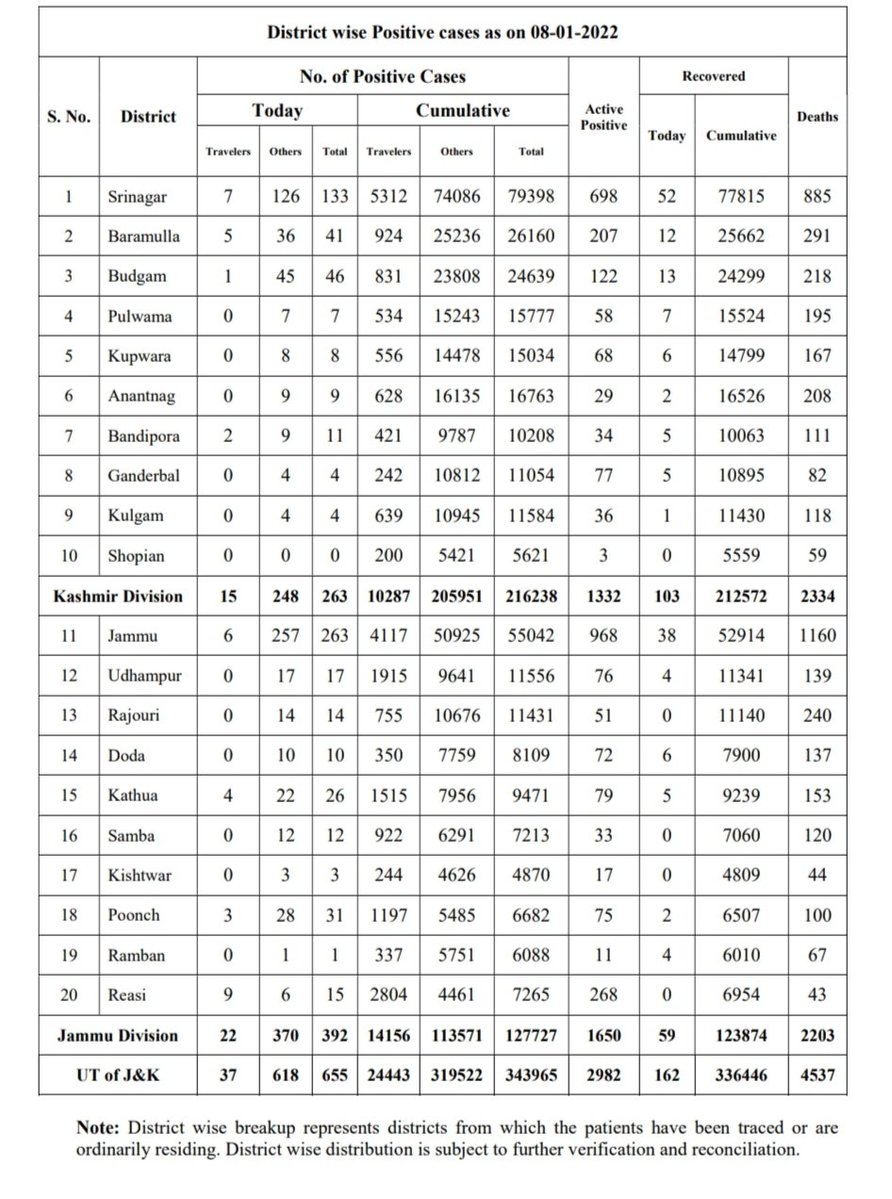 District wise Positive cases as on 08-01-2022
S. No. District No. of Positive Cases Active Positive Recovered Deaths
Today Cumulative Today Cumulative
Travelers Others Total Travelers Others Total
1 Srinagar 7 126 133 5312 74086 79398 698 52 77815 885
2 Baramulla 5 36 41 924 25236 26160 207 12 25662 291
3 Budgam 1 45 46 831 23808 24639 122 13 24299 218
4 Pulwama 0 7 7 534 15243 15777 58 7 15524 195
5 Kupwara 0 8 8 556 14478 15034 68 6 14799 167
6 Anantnag 0 9 9 628 16135 16763 29 2 16526 208
7 Bandipora 2 9 11 421 9787 10208 34 5 10063 111
8 Ganderbal 0 4 4 242 10812 11054 77 5 10895 82
9 Kulgam 0 4 4 639 10945 11584 36 1 11430 118
10 Shopian 0 0 0 200 5421 5621 3 0 5559 59
Kashmir Division 15 248 263 10287 205951 216238 1332 103 212572 2334
11 Jammu 6 257 263 4117 50925 55042 968 38 52914 1160
12 Udhampur 0 17 17 1915 9641 11556 76 4 11341 139
13 Rajouri 0 14 14 755 10676 11431 51 0 11140 240
14 Doda 0 10 10 350 7759 8109 72 6 7900 137
15 Kathua 4 22 26 1515 7956 9471 79 5 9239 153
16 Samba 0 12 12 922 6291 7213 33 0 7060 120
17 Kishtwar 0 3 3 244 4626 4870 17 0 4809 44
18 Poonch 3 28 31 1197 5485 6682 75 2 6507 100
19 Ramban 0 1 1 337 5751 6088 11 4 6010 67
20 Reasi 9 6 15 2804 4461 7265 268 0 6954 43
Jammu Division 22 370 392 14156 113571 127727 1650 59 123874 2203
UT of J&K 37 618 655 24443 319522 343965 2982 162 336446 4537
Note: District wise breakup represents districts from which the patients have been traced or are
ordinarily residing. District wise distribution is subject to further verification and reconciliation.